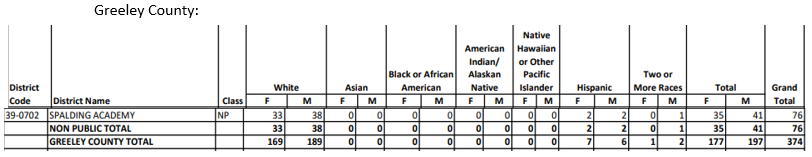 Greeley County:
Native
American Hawaiian
Indian/ or Other
Black or African Alaskan Pacific Two or
District White Asian American Native Islander Hispanic More Races Total Grand
Code District Name Class F M F M F M F M F M F M F M F M Total
39-0702 SPALDING ACADEMY NP 33 38 0 0 0 0 0 0 0 0 2 2 0 1 35 41 76
NON PUBLIC TOTAL 33 38 0 0 0 0 0 0 0 0 2 2 0 1 35 41 76
GREELEY COUNTY TOTAL 169 189 0 0 0 0 0 0 0 0 7 6 1 2 177 197 374